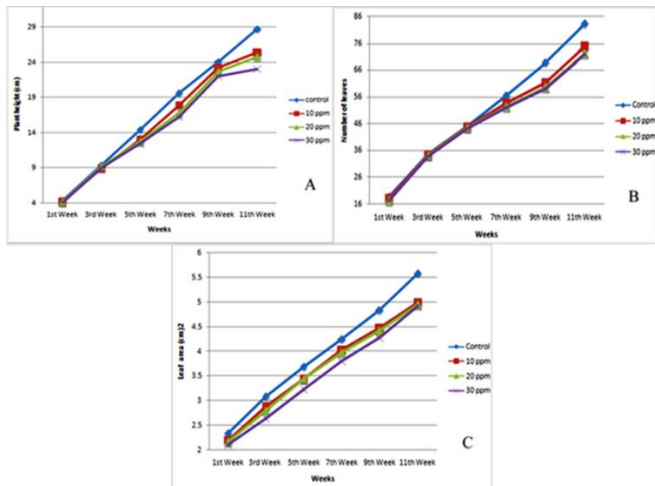 29
24
19
14
9
4
Plant height (cm)
control
10 ppm
20 ppm
30 ppm
A
1st Week 3rd Week 5th Week 7th Week 9th Week 11th Week
Weeks
86
76
66
56
46
36
26
16
Number of leaves
control
10 ppm
20 ppm
30 ppm
B
1st Week 3rd Week 5th Week 7th Week 9th Week 11th Week
Weeks
6
5.5
5
4.5
4
3.5
3
2.5
2
Leaf area (cm)2
Control
10 ppm
20 ppm
30 ppm
C
1st Week 3rd Week 5th Week 7th Week 9th Week 11th Week
Weeks